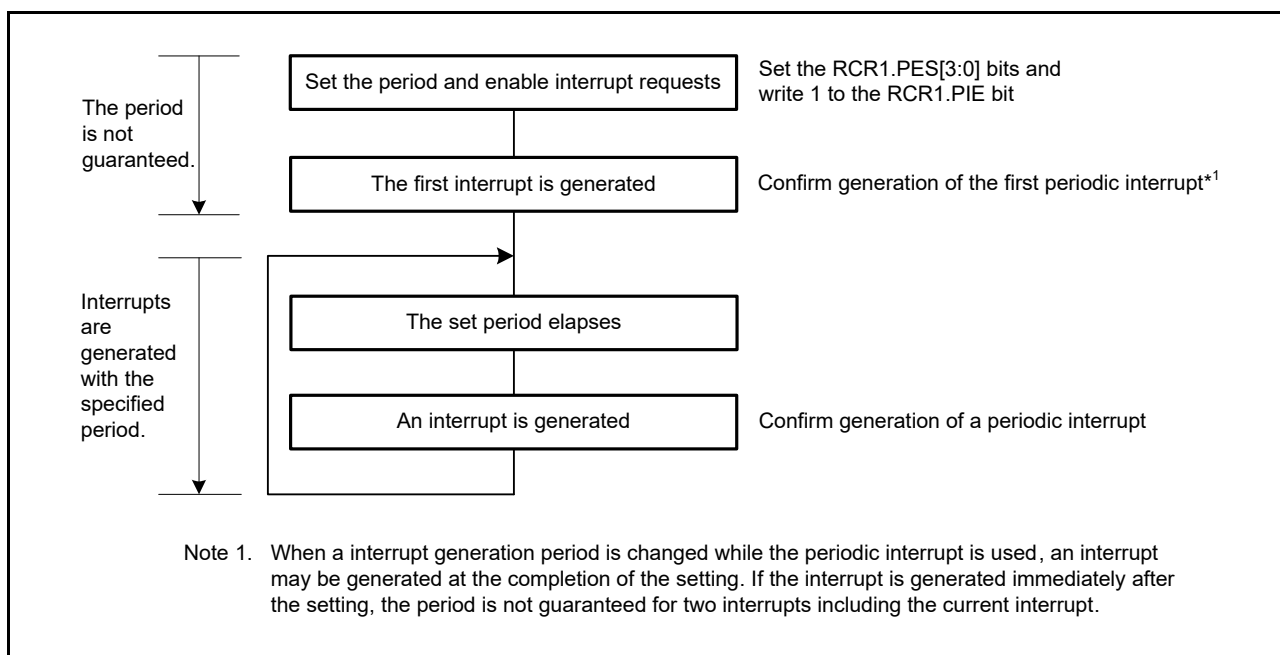 Set the period and enable interrupt requests
Set the RCR1.PES[3:0] bits and
write 1 to the RCR1.PIE bit
The period
is not
guaranteed.
The first interrupt is generated
Confirm generation of the first periodic interrupt*1
Interrupts
are
generated
with the
specified
period.
The set period elapses
An interrupt is generated
Confirm generation of a periodic interrupt
Note 1. When a interrupt generation period is changed while the periodic interrupt is used, an interrupt
may be generated at the completion of the setting. If the interrupt is generated immediately after
the setting, the period is not guaranteed for two interrupts including the current interrupt.